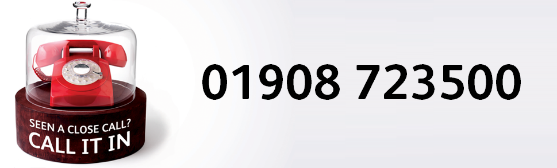 SEEN A CLOSE CALL?
CALL IT IN
01908 723500